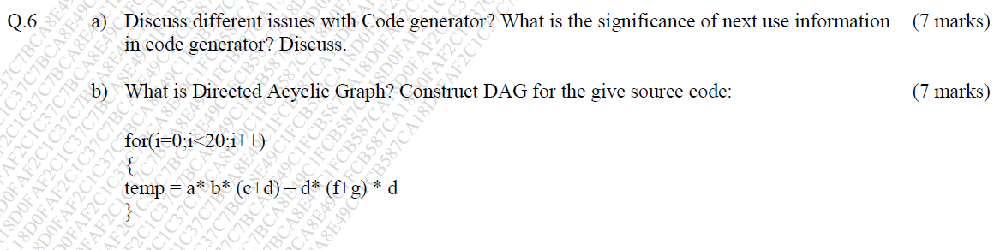 Q.6 a) Discuss different issues with Code generator? What is the significance of next use information (7 marks)
in code generator? Discuss.
b) What is Directed Acyclic Graph? Construct DAG for the give source code: (7 marks)
for(i=0;i<20;i++)
{
temp = a* b* (c+d) – d* (f+g) * d
}